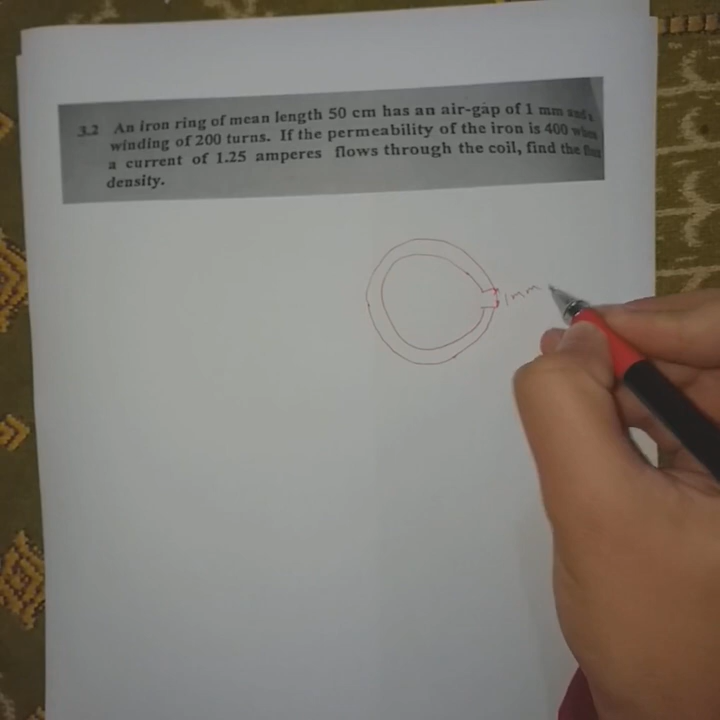 3.2 An iron ring of mean length 50 cm has an air-gap of 1 mm and a
winding of 200 turns. If the permeability of the iron is 400 when
a current of 1.25 amperes flows through the coil, find the flux
density.
1mm